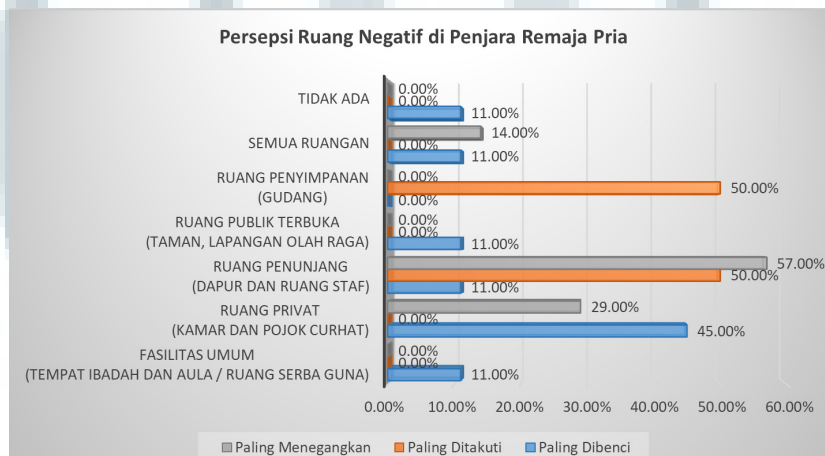 Persepsi Ruang Negatif di Penjara Remaja Pria
TIDAK ADA
0.00%
0.00%
11.00%
SEMUA RUANGAN
14.00%
0.00%
11.00%
RUANG PENYIMPANAN
(GUDANG)
0.00%
50.00%
0.00%
RUANG PUBLIK TERBUKA
(TAMAN, LAPANGAN OLAH RAGA)
0.00%
0.00%
11.00%
RUANG PENUNJANG
(DAPUR DAN RUANG STAF)
57.00%
50.00%
11.00%
RUANG PRIVAT
(KAMAR DAN POJOK CURHAT)
29.00%
0.00%
45.00%
FASILITAS UMUM
(TEMPAT IBADAH DAN AULA / RUANG SERBA GUNA)
0.00%
0.00%
11.00%
0.00% 10.00% 20.00% 30.00% 40.00% 50.00% 60.00%
Paling Menegangkan Paling Ditakuti Paling Dibenci